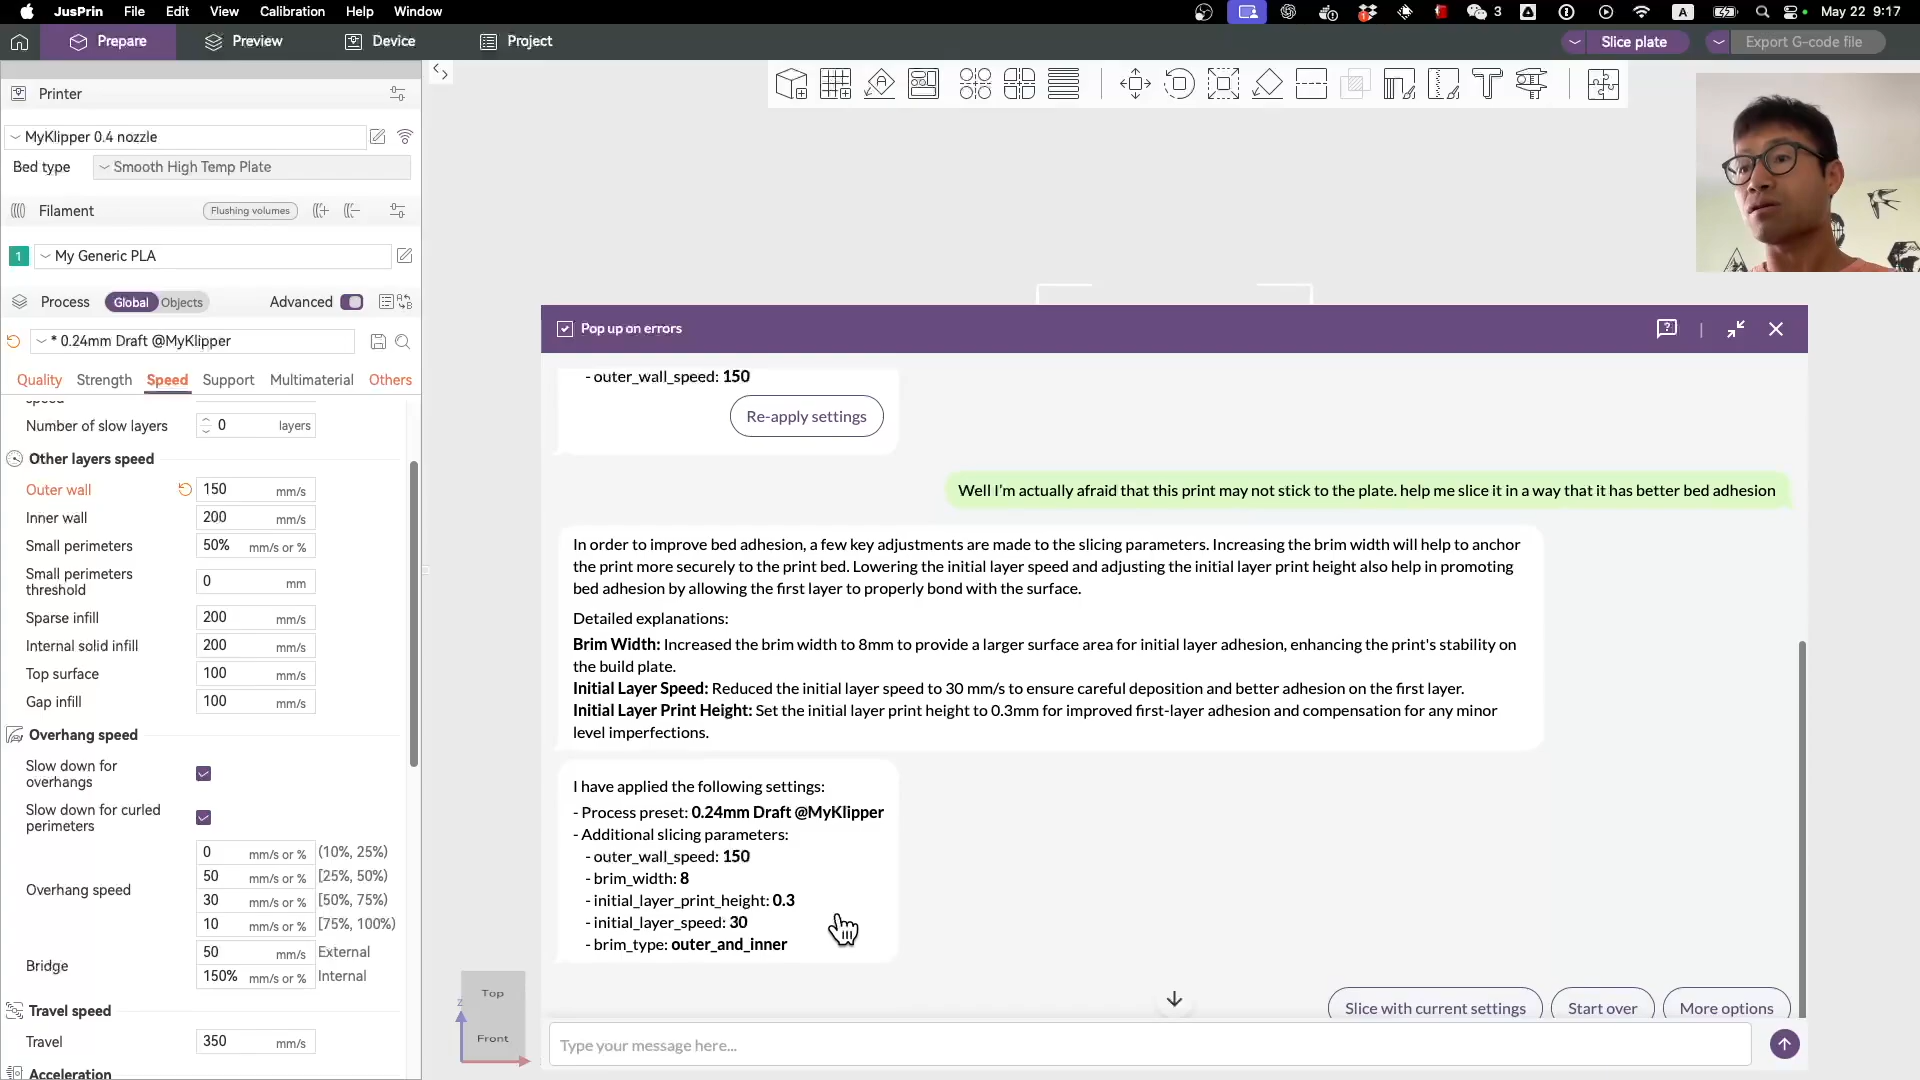 JusPrin File Edit View Calibration Help Window 3 A May 22 9:17
Prepare Preview Device Project Slice plate Export G-code file
Printer
MyKlipper 0.4 nozzle
Bed type Smooth High Temp Plate
Filament Flushing volumes
1 My Generic PLA
Process Global Objects Advanced
* 0.24mm Draft @MyKlipper
Quality Strength Speed Support Multimaterial Others
speed
Number of slow layers 0 layers
Other layers speed
Outer wall 150 mm/s
Inner wall 200 mm/s
Small perimeters 50% mm/s or %
Small perimeters
threshold 0 mm
Sparse infill 200 mm/s
Internal solid infill 200 mm/s
Top surface 100 mm/s
Gap infill 100 mm/s
Overhang speed
Slow down for
overhangs
Slow down for curled
perimeters
0 mm/s or % (10%, 25%)
50 mm/s or % [25%, 50%)
Overhang speed
30 mm/s or % [50%, 75%)
10 mm/s or % [75%, 100%)
50 mm/s External
Bridge
150% mm/s or % Internal
Travel speed
Travel 350 mm/s
Acceleration
Pop up on errors
- outer_wall_speed: 150
Re-apply settings
Well I'm actually afraid that this print may not stick to the plate. help me slice it in a way that it has better bed adhesion
In order to improve bed adhesion, a few key adjustments are made to the slicing parameters. Increasing the brim width will help to anchor
the print more securely to the print bed. Lowering the initial layer speed and adjusting the initial layer print height also help in promoting
bed adhesion by allowing the first layer to properly bond with the surface.
Detailed explanations:
Brim Width: Increased the brim width to 8mm to provide a larger surface area for initial layer adhesion, enhancing the print's stability on
the build plate.
Initial Layer Speed: Reduced the initial layer speed to 30 mm/s to ensure careful deposition and better adhesion on the first layer.
Initial Layer Print Height: Set the initial layer print height to 0.3mm for improved first-layer adhesion and compensation for any minor
level imperfections.
I have applied the following settings:
- Process preset: 0.24mm Draft @MyKlipper
- Additional slicing parameters:
- outer_wall_speed: 150
- brim_width: 8
- initial_layer_print_height: 0.3
- initial_layer_speed: 30
- brim_type: outer_and_inner
Slice with current settings Start over More options
Type your message here...
Top
z
Front